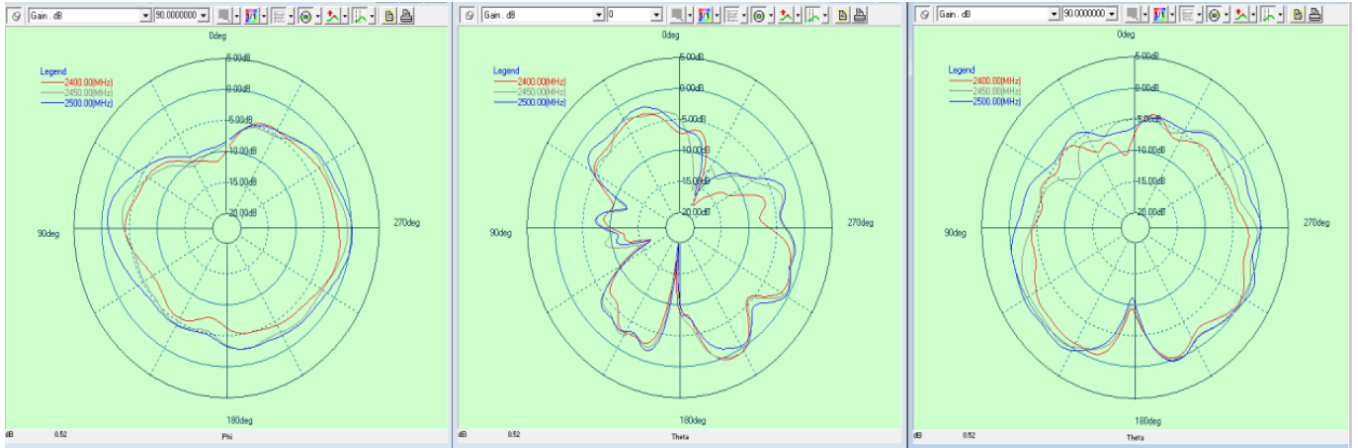 Gain . dB
90.0000000
0deg
Legend
2400.00(MHz)
2450.00(MHz)
2500.00(MHz)
5.00dB
0.00dB
5.00dB
10.00dB
15.00dB
20.00dB
90deg
270deg
180deg
dB
0.52
Phi
Gain . dB
0
0deg
Legend
2400.00(MHz)
2450.00(MHz)
2500.00(MHz)
5.00dB
0.00dB
5.00dB
10.00dB
15.00dB
20.00dB
90deg
270deg
180deg
dB
0.52
Theta
Gain . dB
90.0000000
0deg
Legend
2400.00(MHz)
2450.00(MHz)
2500.00(MHz)
5.00dB
0.00dB
5.00dB
10.00dB
15.00dB
20.00dB
90deg
270deg
180deg
dB
0.52
Theta